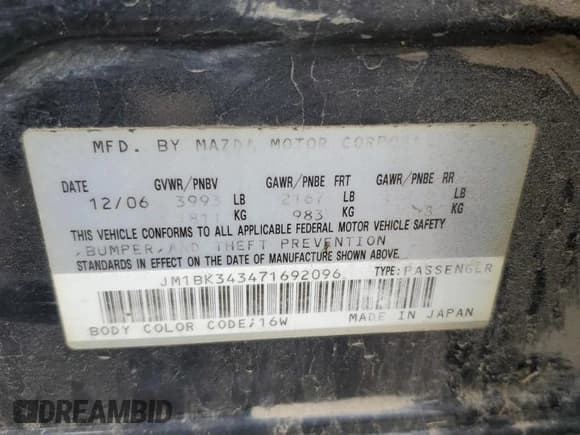 MFD. BY MAZDA MOTOR
DATE GVWR/PNBV GAWR/PNBE FRT GAWR/PNBE RR
12/06 3993 LB 2167 LB LB
1811 KG 983 KG KG
THIS VEHICLE CONFORMS TO ALL APPLICABLE FEDERAL MOTOR VEHICLE SAFETY
,BUMPER,AND THEFT PREVENTION
STANDARDS IN EFFECT ON THE DATE OF MANUFACTURE SHOWN ABOVE.
JM1BK343471692096 TYPE: PASSENGER
BODY COLOR CODE;16W MADE IN JAPAN
DREAMBID